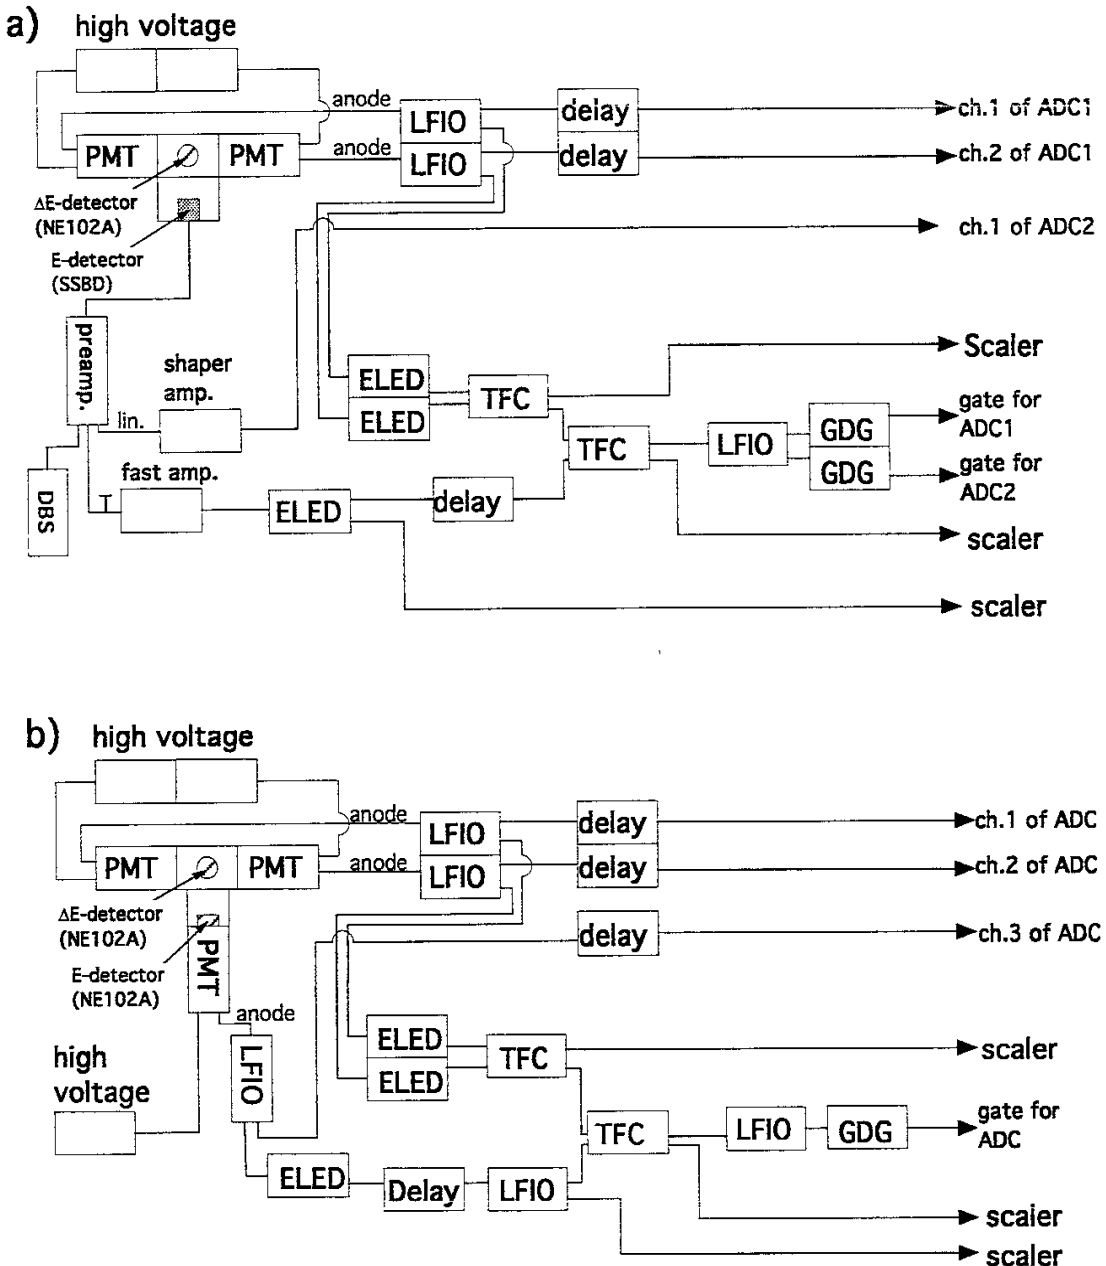 a)
high voltage
anode
LFIO
delay
ch.1 of ADC1
PMT
PMT
anode
LFIO
delay
ch.2 of ADC1
ΔE-detector
(NE102A)
ch.1 of ADC2
E-detector
(SSBD)
preamp.
shaper
amp.
lin.
ELED
ELED
TFC
Scaler
TFC
LFIO
GDG
GDG
gate for
ADC1
gate for
ADC2
fast amp.
T
DBS
ELED
delay
scaler
scaler
b)
high voltage
anode
LFIO
delay
ch.1 of ADC
PMT
PMT
anode
LFIO
delay
ch.2 of ADC
ΔE-detector
(NE102A)
delay
ch.3 of ADC
E-detector
(NE102A)
PMT
anode
high
voltage
LFIO
ELED
ELED
TFC
scaler
TFC
LFIO
GDG
gate for
ADC
ELED
Delay
LFIO
scaler
scaler